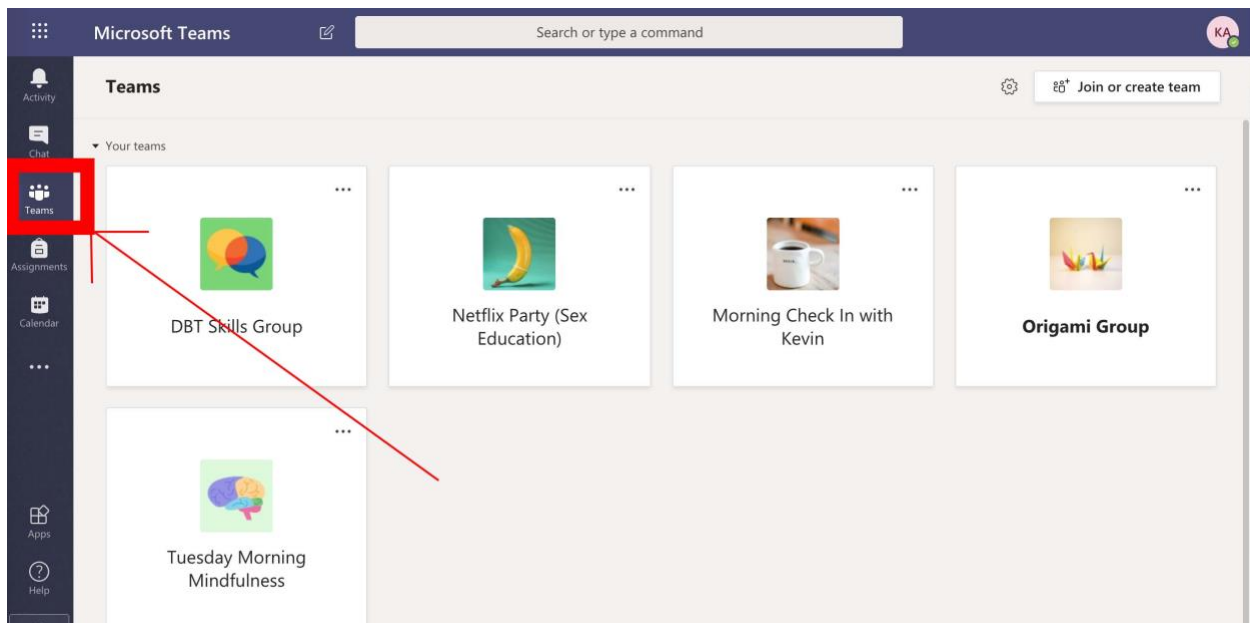 Microsoft Teams
Search or type a command
KA
Activity
Chat
Teams
Assignments
Calendar
Apps
Help
Teams
Join or create team
Your teams
DBT Skills Group
Netflix Party (Sex
Education)
Morning Check In with
Kevin
Origami Group
Tuesday Morning
Mindfulness